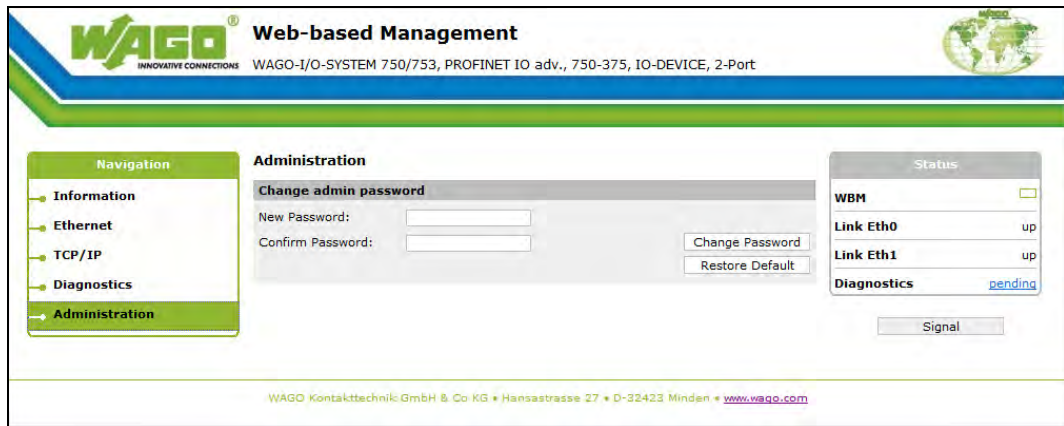 WAGO®
INNOVATIVE CONNECTIONS
Web-based Management
WAGO-I/O-SYSTEM 750/753, PROFINET IO adv., 750-375, IO-DEVICE, 2-Port
WAGO
Navigation
Information
Ethernet
TCP/IP
Diagnostics
Administration
Administration
Change admin password
New Password:
Confirm Password:
Change Password
Restore Default
Status
WBM
Link Eth0 up
Link Eth1 up
Diagnostics pending
Signal
WAGO Kontakttechnik GmbH & Co KG • Hansastrasse 27 • D-32423 Minden • www.wago.com